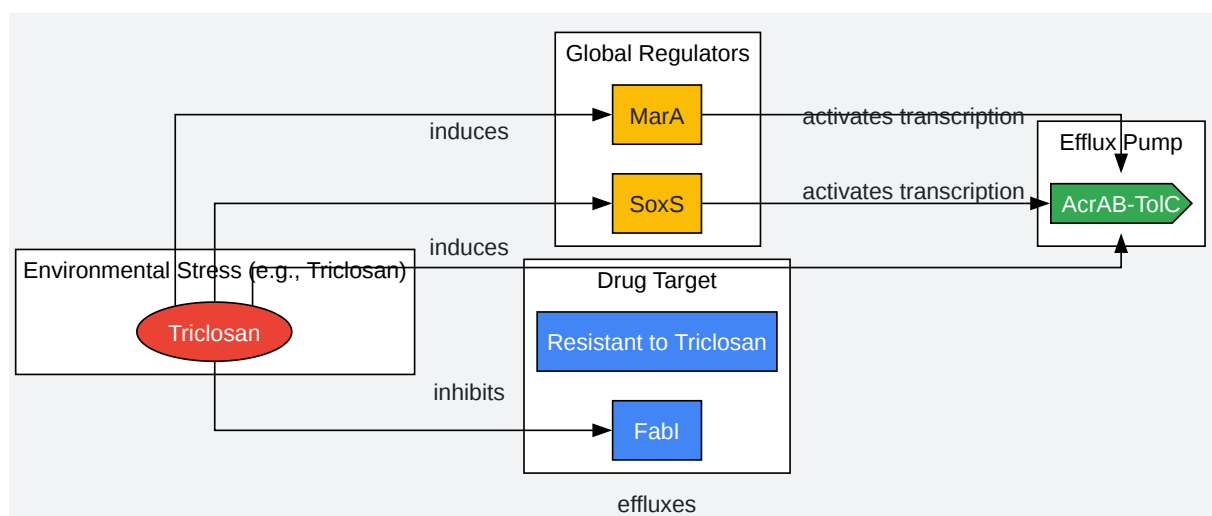 Global Regulators
MarA
induces
activates transcription
Efflux Pump
SoxS
activates transcription
AcrAB-TolC
induces
Environmental Stress (e.g., Triclosan)
Triclosan
Drug Target
Resistant to Triclosan
inhibits
FabI
effluxes